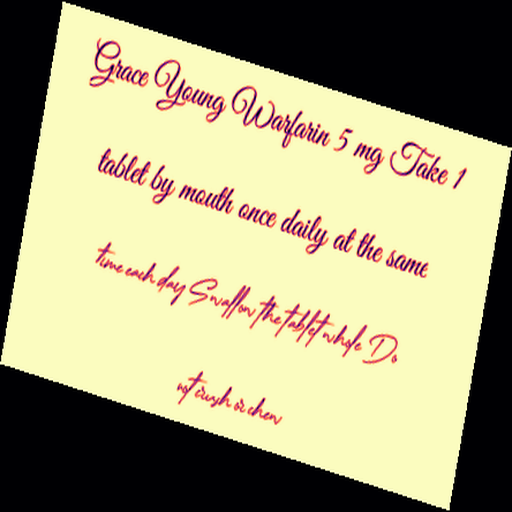 Grace Young Warfarin 5 mg Take 1
tablet by mouth once daily at the same
time each day Swallow the tablet whole Do
not crush or chew